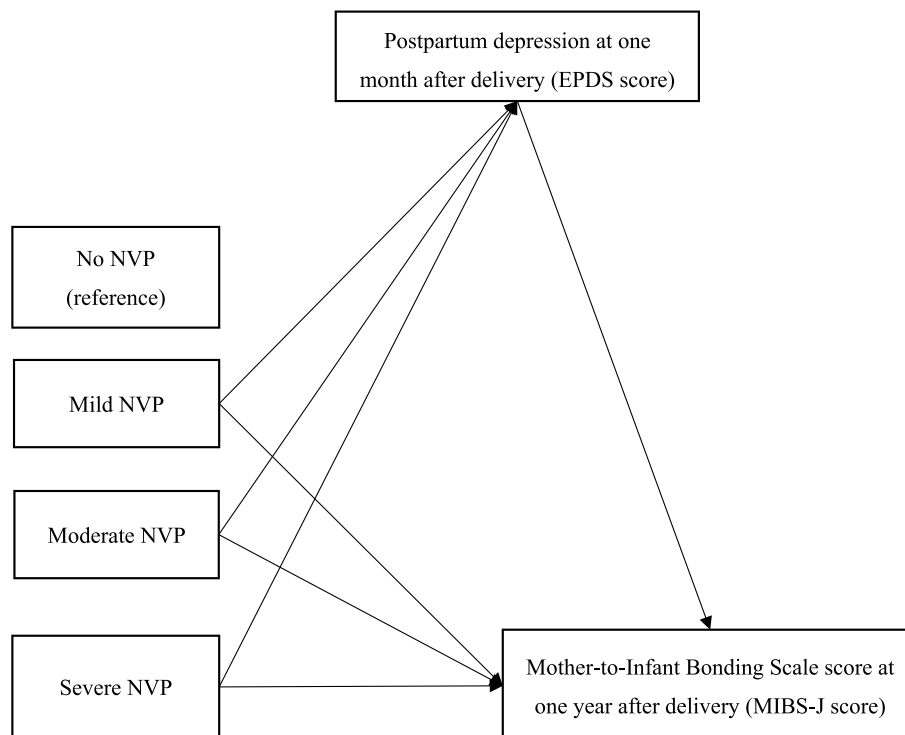 Postpartum depression at one
month after delivery (EPDS score)
No NVP
(reference)
Mild NVP
Moderate NVP
Severe NVP
Mother-to-Infant Bonding Scale score at
one year after delivery (MIBS-J score)